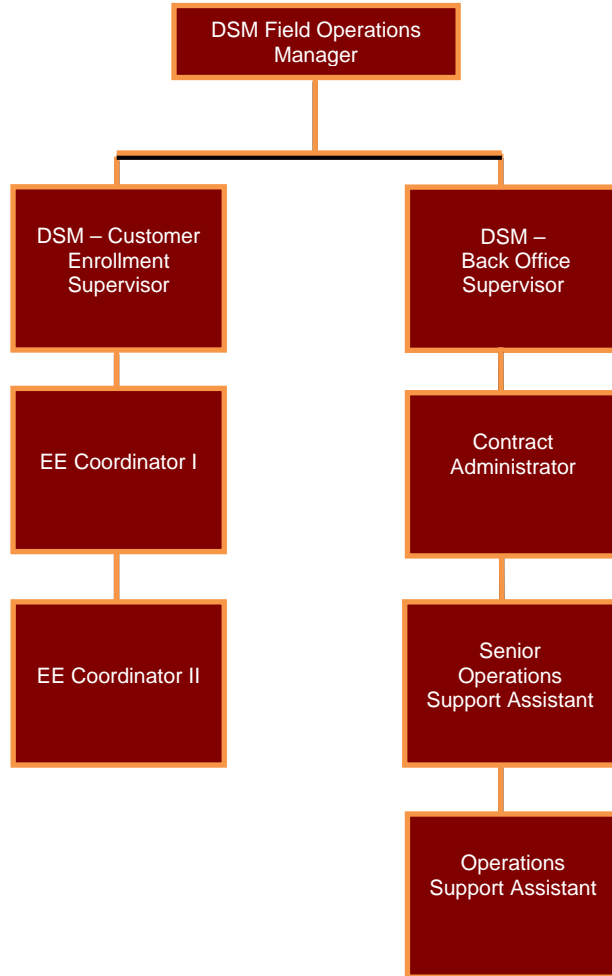 DSM Field Operations
Manager
DSM – Customer
Enrollment
Supervisor
DSM –
Back Office
Supervisor
EE Coordinator I
Contract
Administrator
EE Coordinator II
Senior
Operations
Support Assistant
Operations
Support Assistant